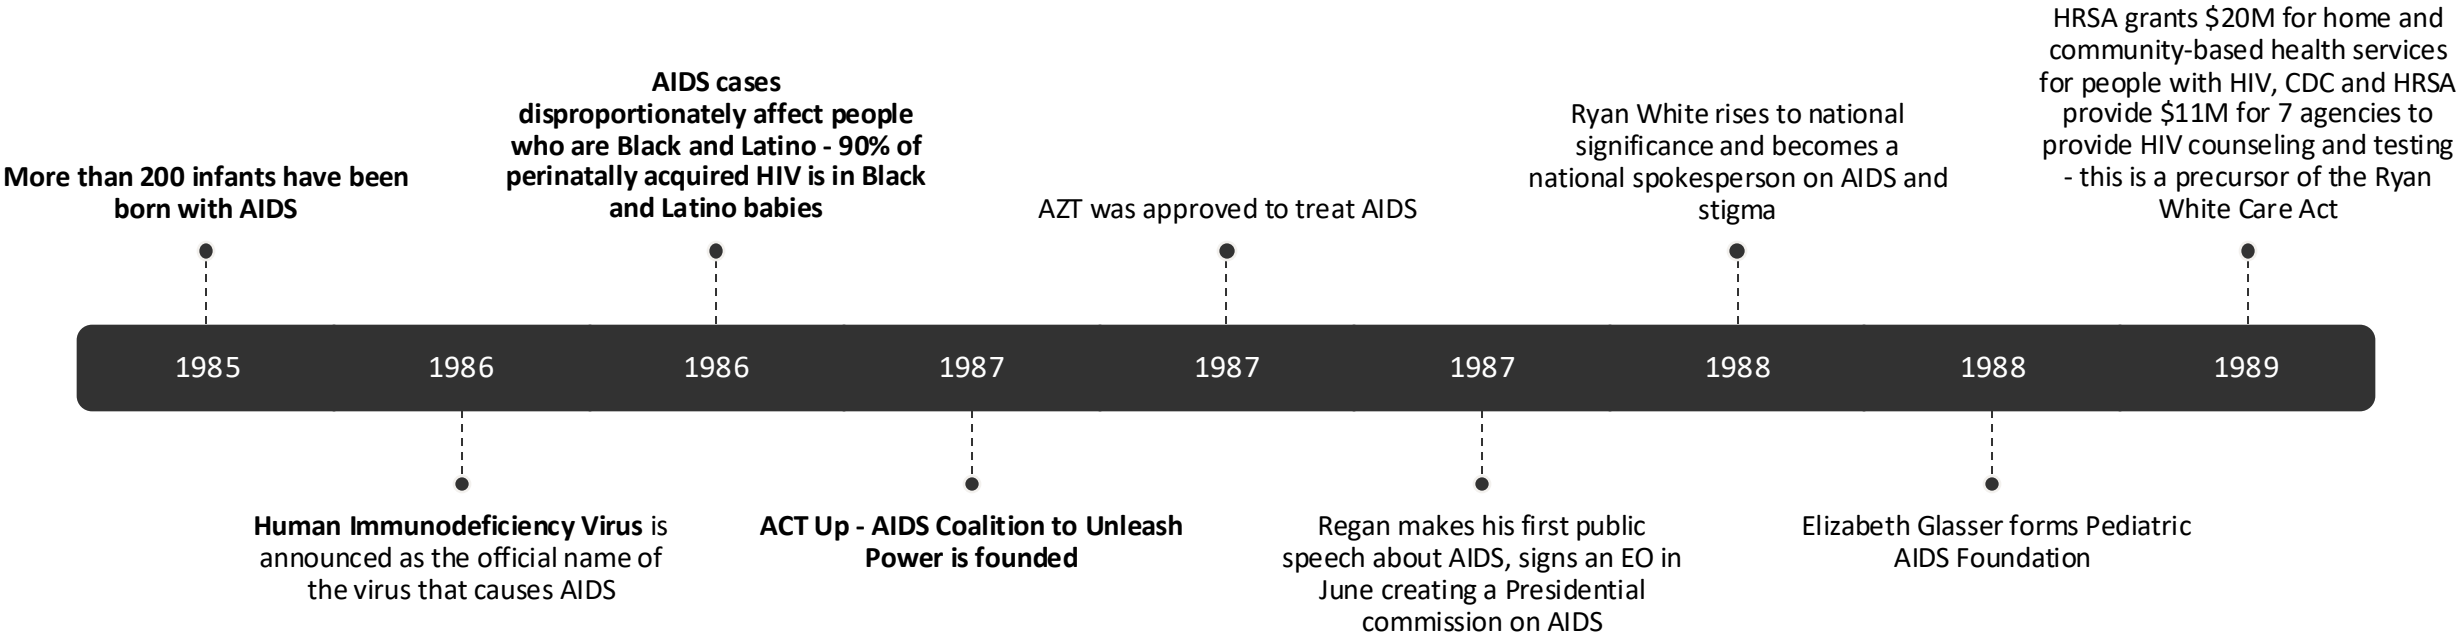 More than 200 infants have been
born with AIDS
1985
1986
Human Immunodeficiency Virus is
announced as the official name of
the virus that causes AIDS
AIDS cases
disproportionately affect people
who are Black and Latino - 90% of
perinatally acquired HIV is in Black
and Latino babies
1986
1987
ACT Up - AIDS Coalition to Unleash
Power is founded
AZT was approved to treat AIDS
1987
1987
Regan makes his first public
speech about AIDS, signs an EO in
June creating a Presidential
commission on AIDS
Ryan White rises to national
significance and becomes a
national spokesperson on AIDS and
stigma
1988
1988
Elizabeth Glasser forms Pediatric
AIDS Foundation
HRSA grants $20M for home and
community-based health services
for people with HIV, CDC and HRSA
provide $11M for 7 agencies to
provide HIV counseling and testing
- this is a precursor of the Ryan
White Care Act
1989